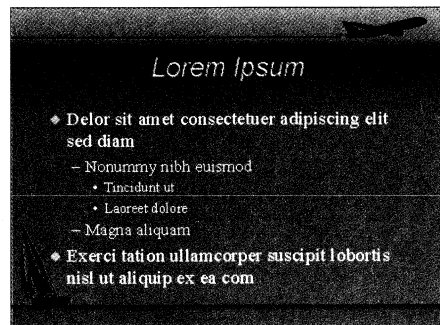 Lorem Ipsum
Delor sit amet consectetuer adipiscing elit
sed diam
– Nonummy nibh euismod
• Tincidunt ut
• Laoreet dolore
– Magna aliquam
Exerci tation ullamcorper suscipit lobortis
nisl ut aliquip ex ea com